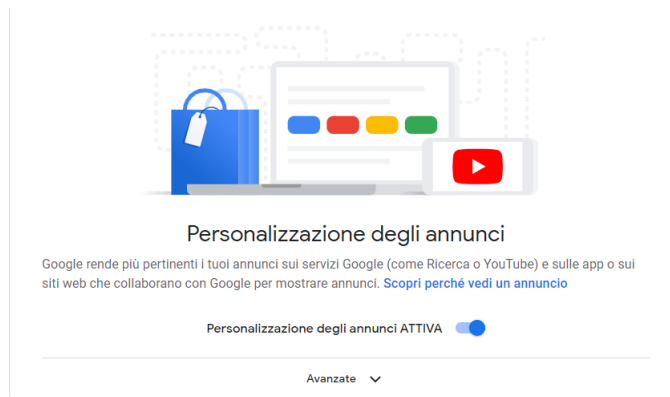 Personalizzazione degli annunci
Google rende più pertinenti i tuoi annunci sui servizi Google (come Ricerca o YouTube) e sulle app o sui
siti web che collaborano con Google per mostrare annunci. Scopri perché vedi un annuncio
Personalizzazione degli annunci ATTIVA
Avanzate